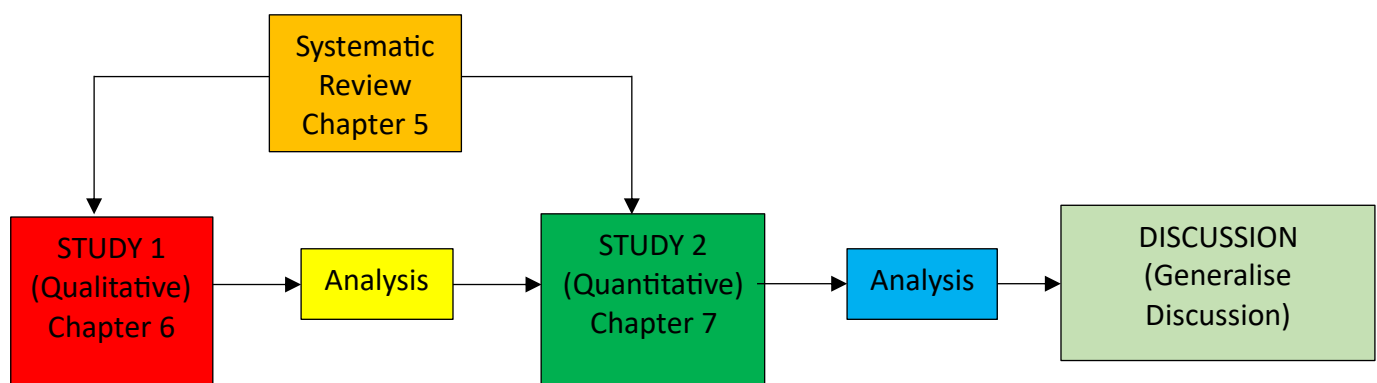 Systematic
Review
Chapter 5
STUDY 1
(Qualitative)
Chapter 6
Analysis
STUDY 2
(Quantitative)
Chapter 7
Analysis
DISCUSSION
(Generalise
Discussion)